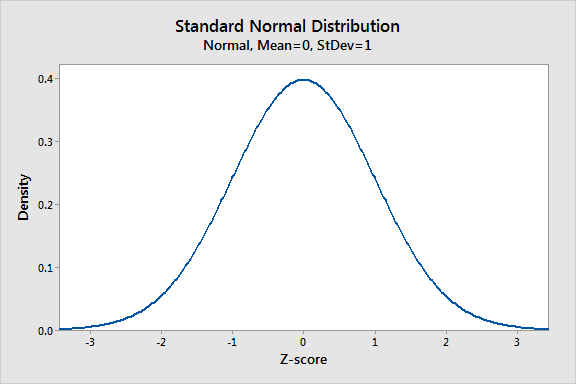 Standard Normal Distribution
Normal, Mean=0, StDev=1
0.4
0.3
0.2
0.1
0.0
Density
-3 -2 -1 0 1 2 3
Z-score